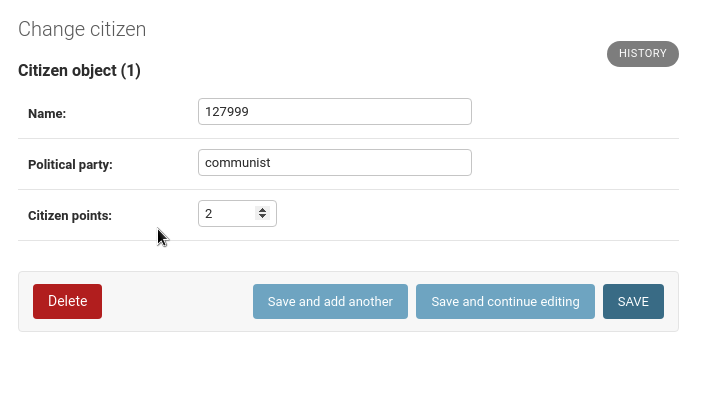 Change citizen
HISTORY
Citizen object (1)
Name: 127999
Political party: communist
Citizen points: 2
Delete Save and add another Save and continue editing SAVE